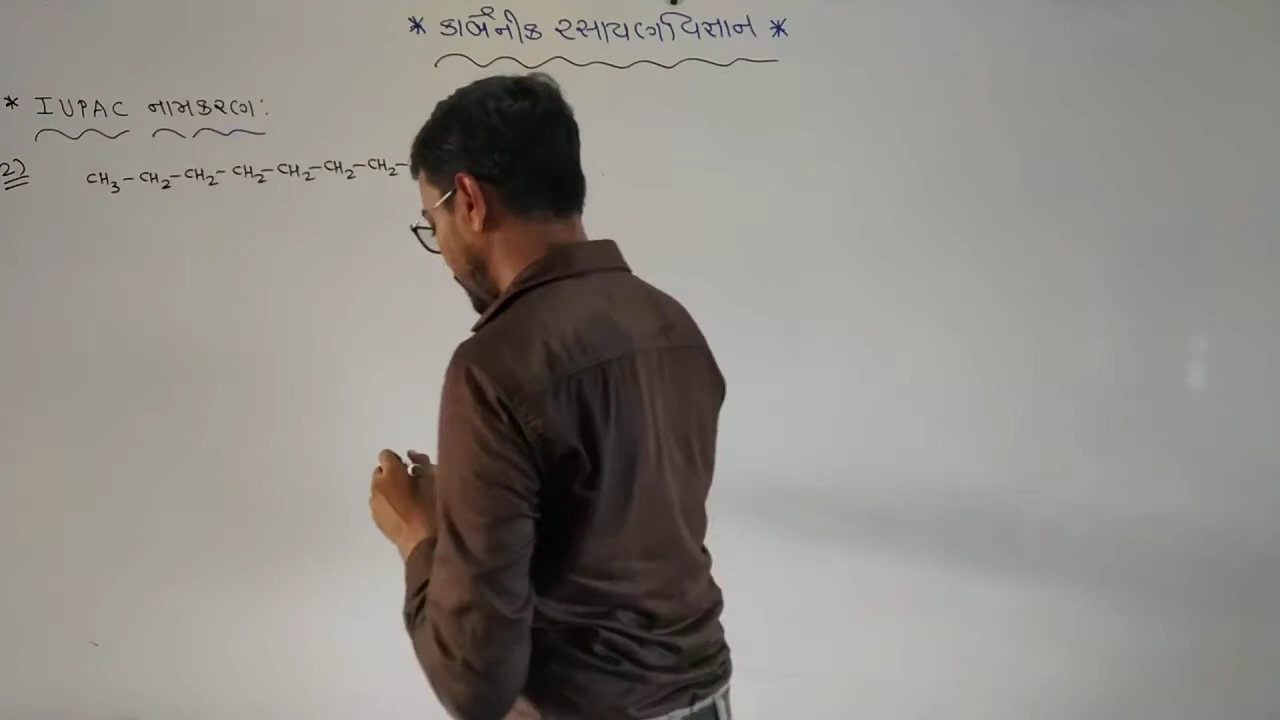 * કાર્બનીક રસાયણવિજ્ઞાન *
* IUPAC નામકરણ:
2) CH₃-CH₂-CH₂-CH₂-CH₂-CH₂-CH₂-